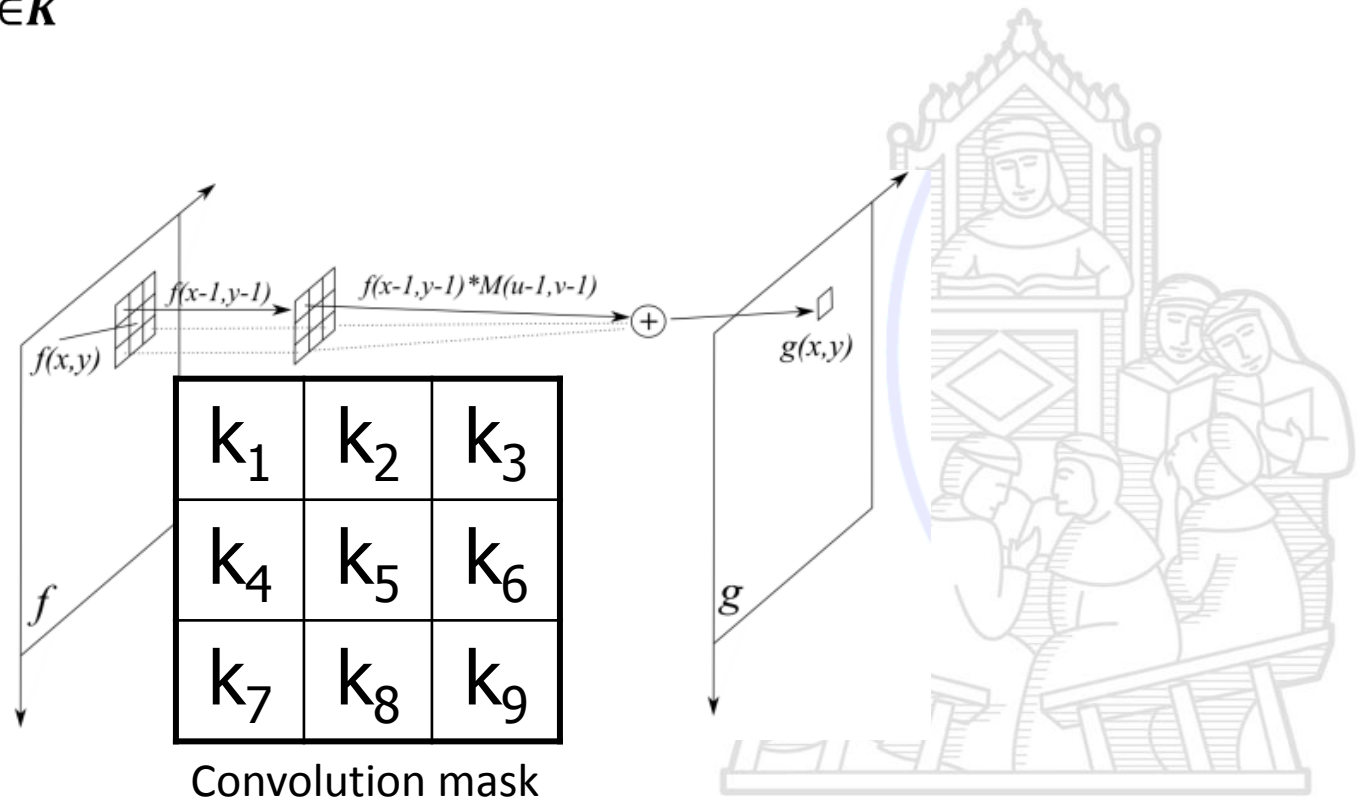 ∈K
f(x-1,y-1)
f(x-1,y-1)*M(u-1,v-1)
+
f(x,y)
g(x,y)
k₁ k₂ k₃
k₄ k₅ k₆
k₇ k₈ k₉
f
g
Convolution mask